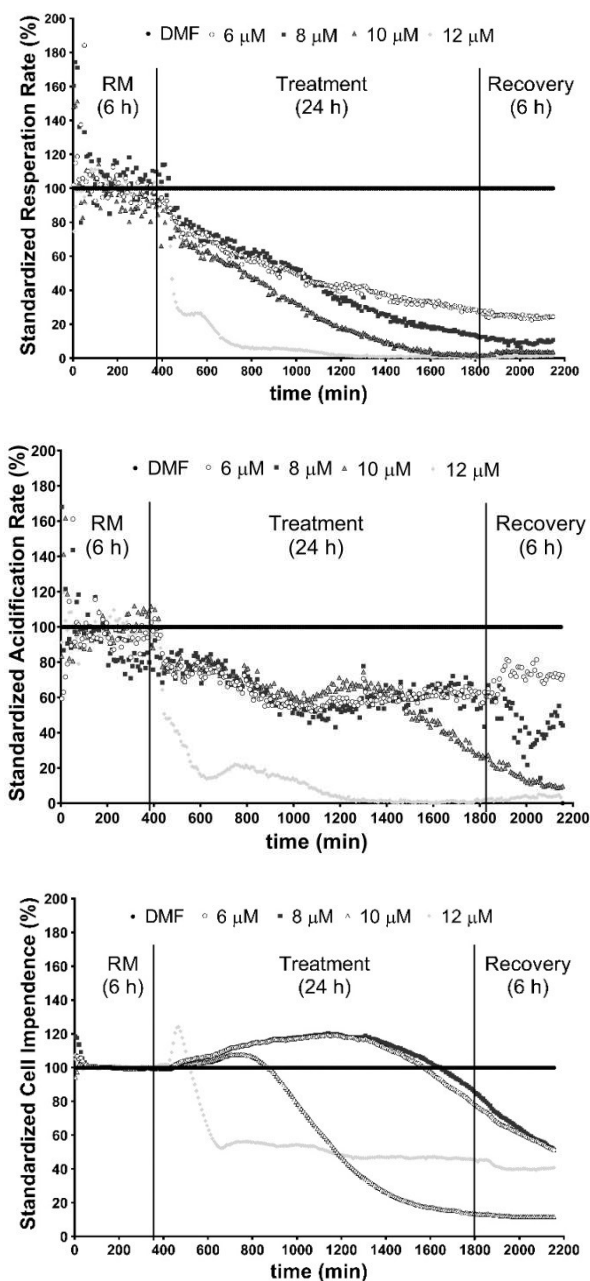 • DMF ○ 6 μM ■ 8 μM ▲ 10 μM 12 μM
Standardized Resperation Rate (%)
200
180
160
140
120
100
80
60
40
20
0
RM
(6 h)
Treatment
(24 h)
Recovery
(6 h)
0 200 400 600 800 1000 1200 1400 1600 1800 2000 2200
time (min)
• DMF ○ 6 μM ■ 8 μM ▲ 10 μM 12 μM
Standardized Acidification Rate (%)
200
180
160
140
120
100
80
60
40
20
0
RM
(6 h)
Treatment
(24 h)
Recovery
(6 h)
0 200 400 600 800 1000 1200 1400 1600 1800 2000 2200
time (min)
• DMF ○ 6 μM ■ 8 μM △ 10 μM 12 μM
Standardized Cell Impendence (%)
200
180
160
140
120
100
80
60
40
20
0
RM
(6 h)
Treatment
(24 h)
Recovery
(6 h)
0 200 400 600 800 1000 1200 1400 1600 1800 2000 2200
time (min)